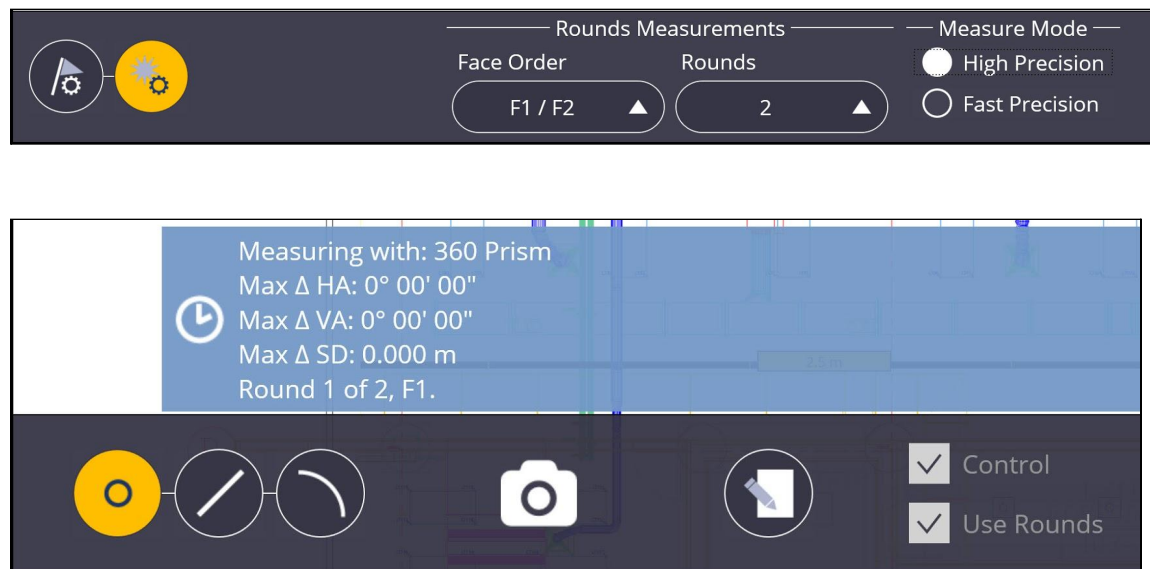 Rounds Measurements
Measure Mode
Face Order
Rounds
High Precision
F1 / F2
2
Fast Precision
Measuring with: 360 Prism
Max Δ HA: 0° 00' 00"
Max Δ VA: 0° 00' 00"
Max Δ SD: 0.000 m
2.5 m
Round 1 of 2, F1.
Control
Use Rounds